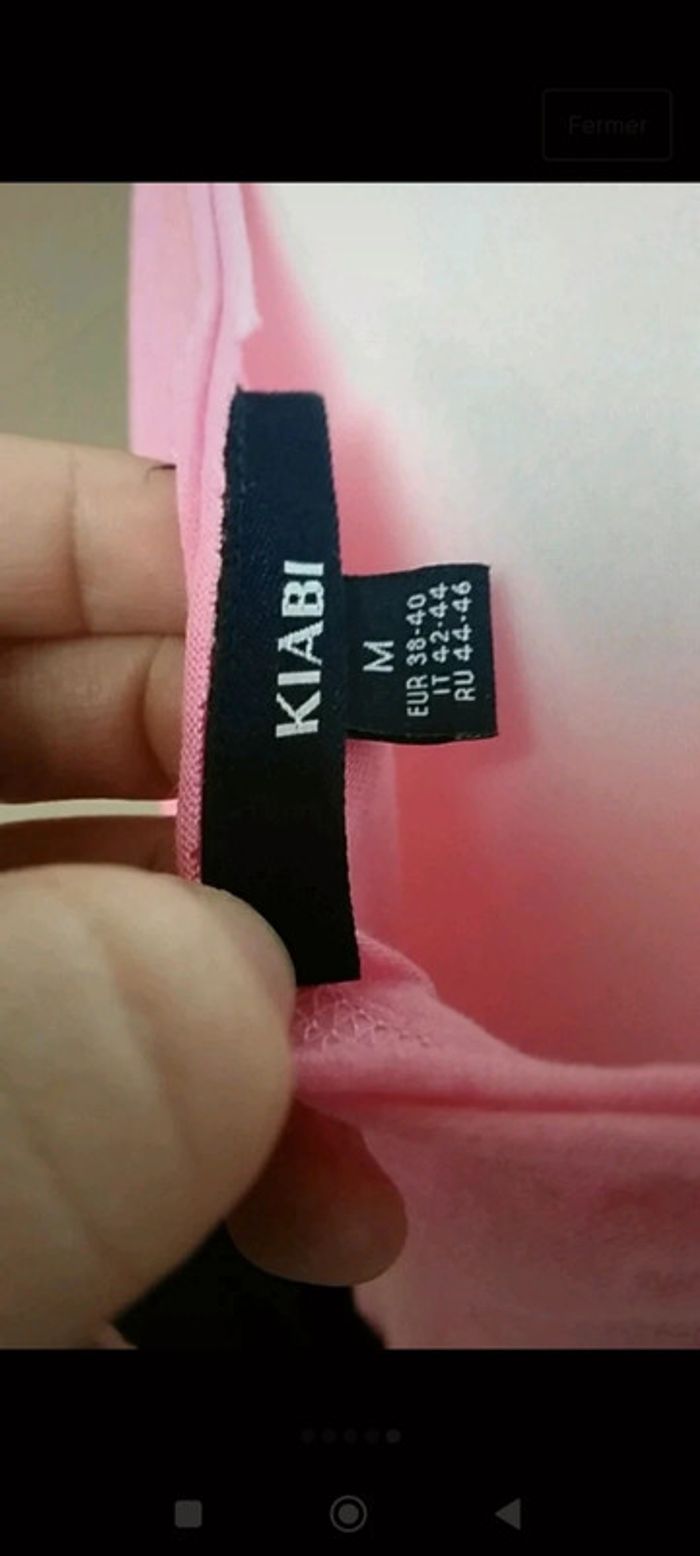 Fermer
KIABI
M
EUR 38-40
IT 42-44
RU 44-46